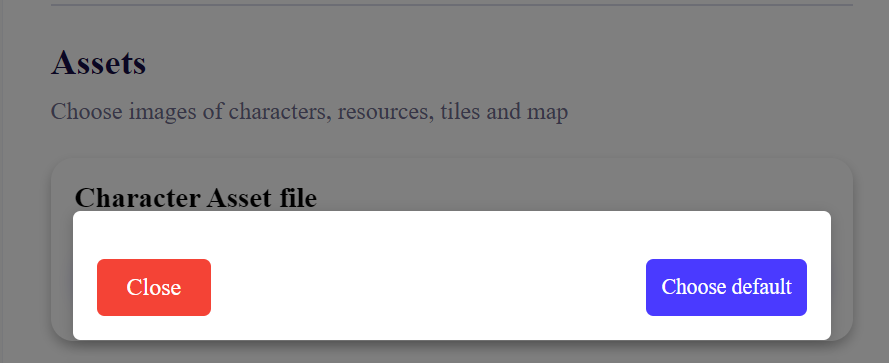 Assets
Choose images of characters, resources, tiles and map
Character Asset file
Close
Choose default